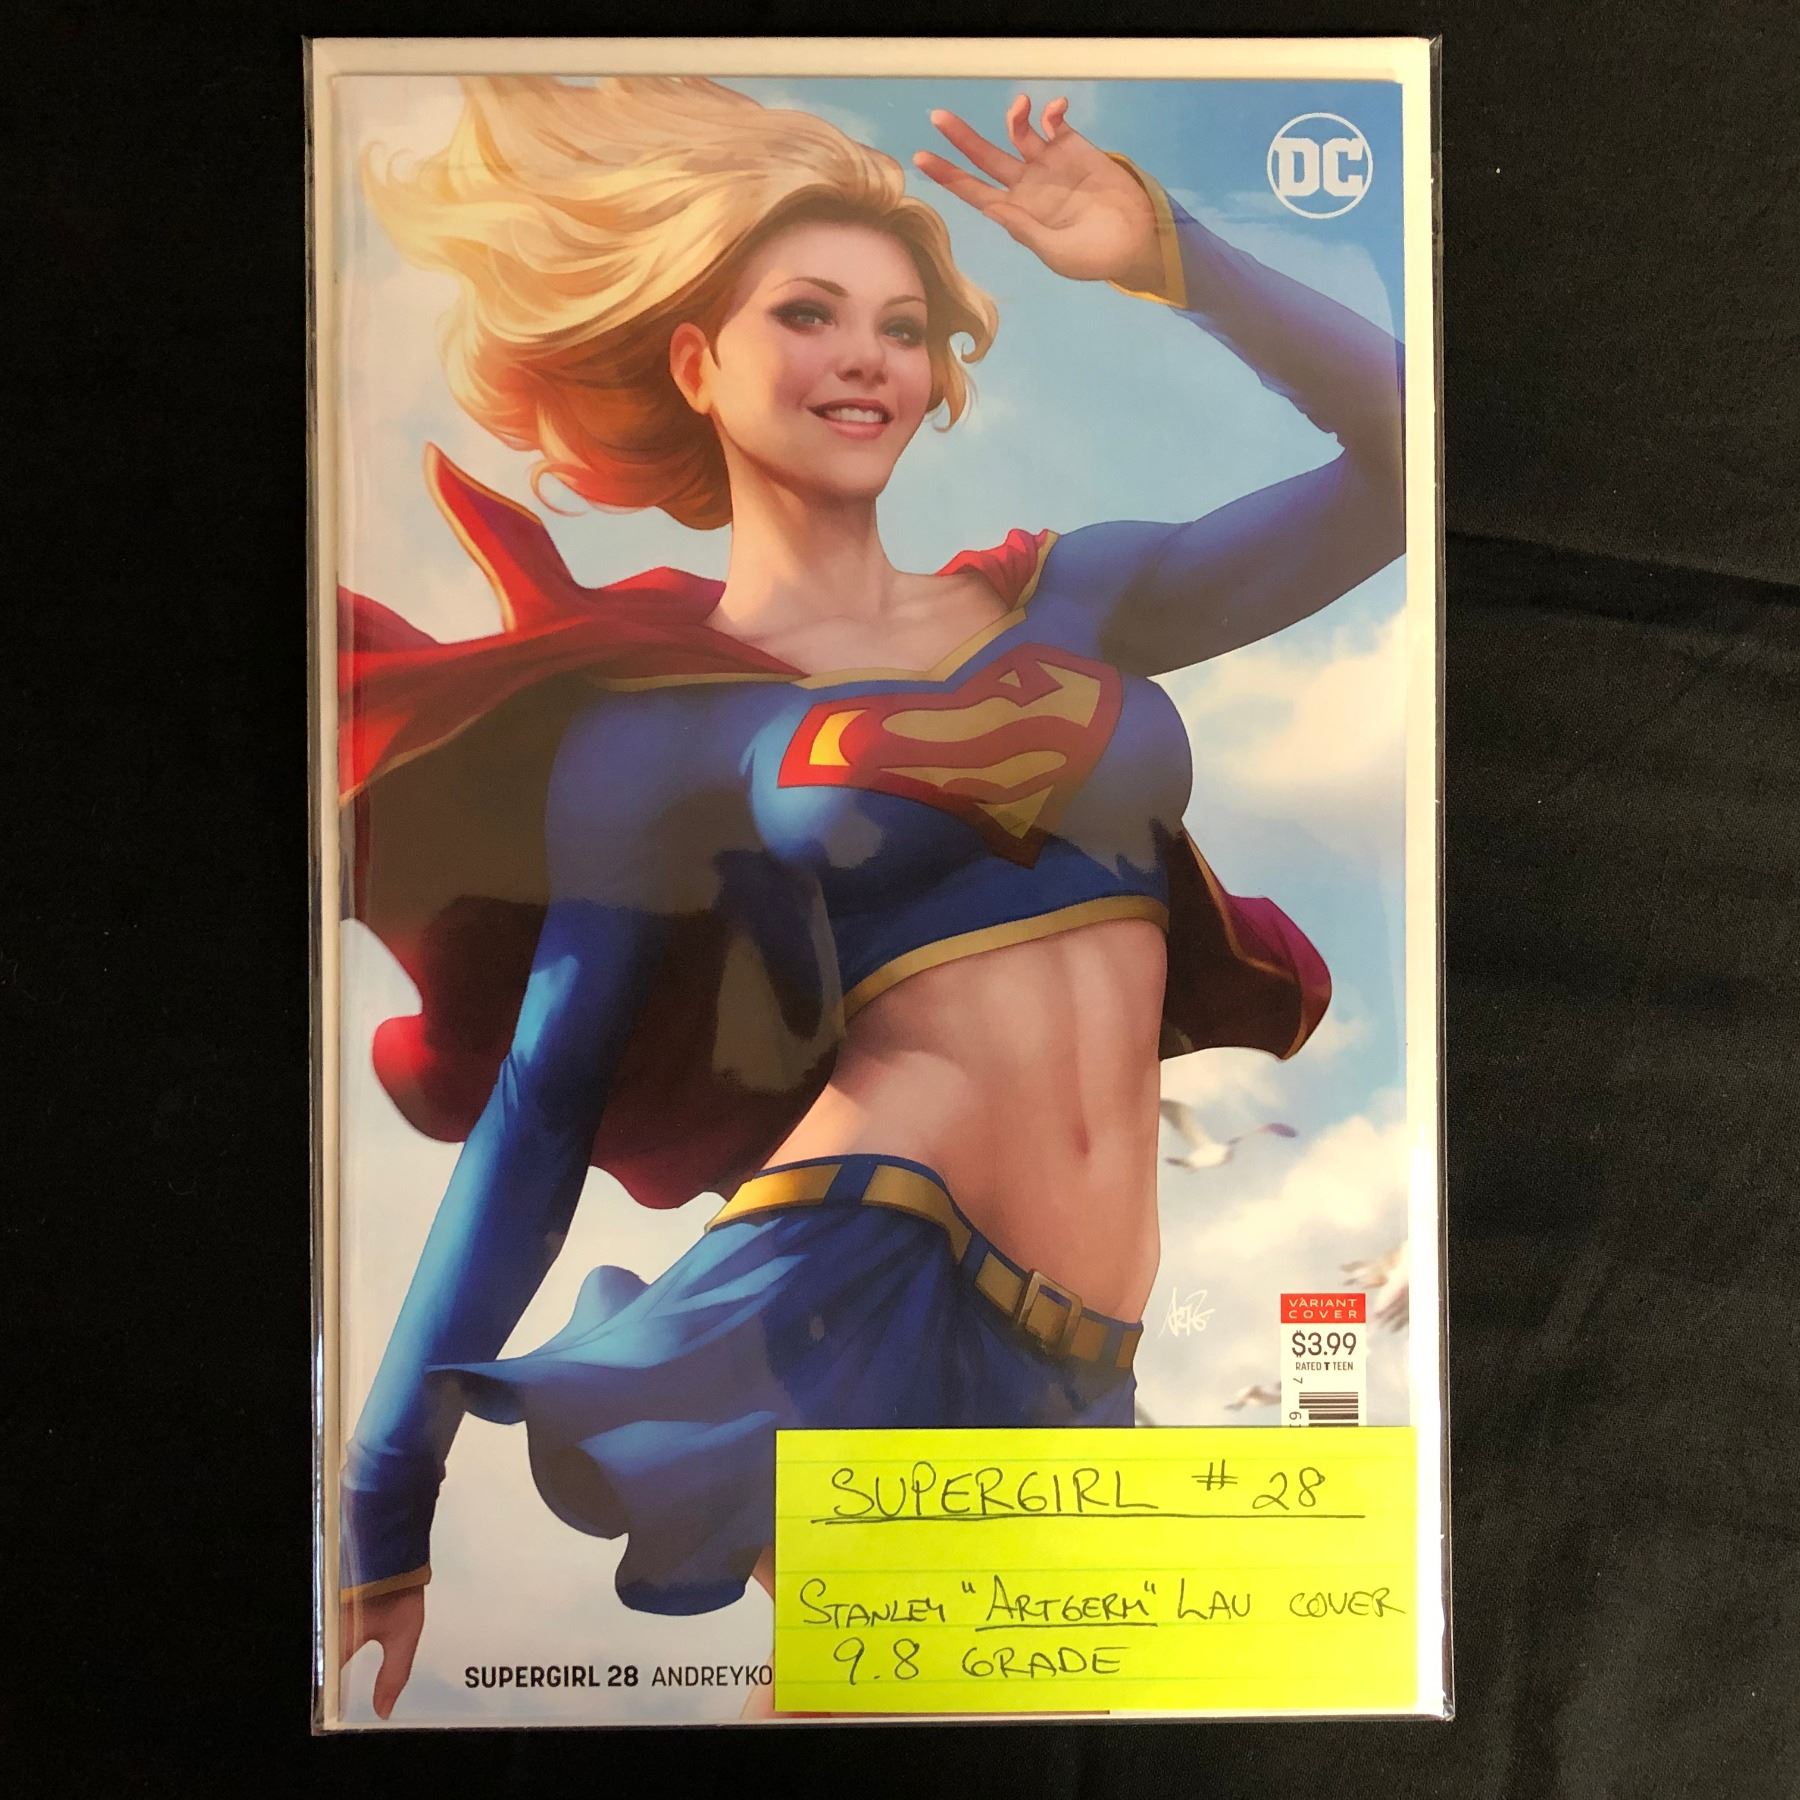 DC
VARIANT
COVER
$3.99
RATED T TEEN
7
SUPERGIRL # 28
STANLEY "ARTGERM" LAU COVER
9.8 GRADE
SUPERGIRL 28 ANDREYKO